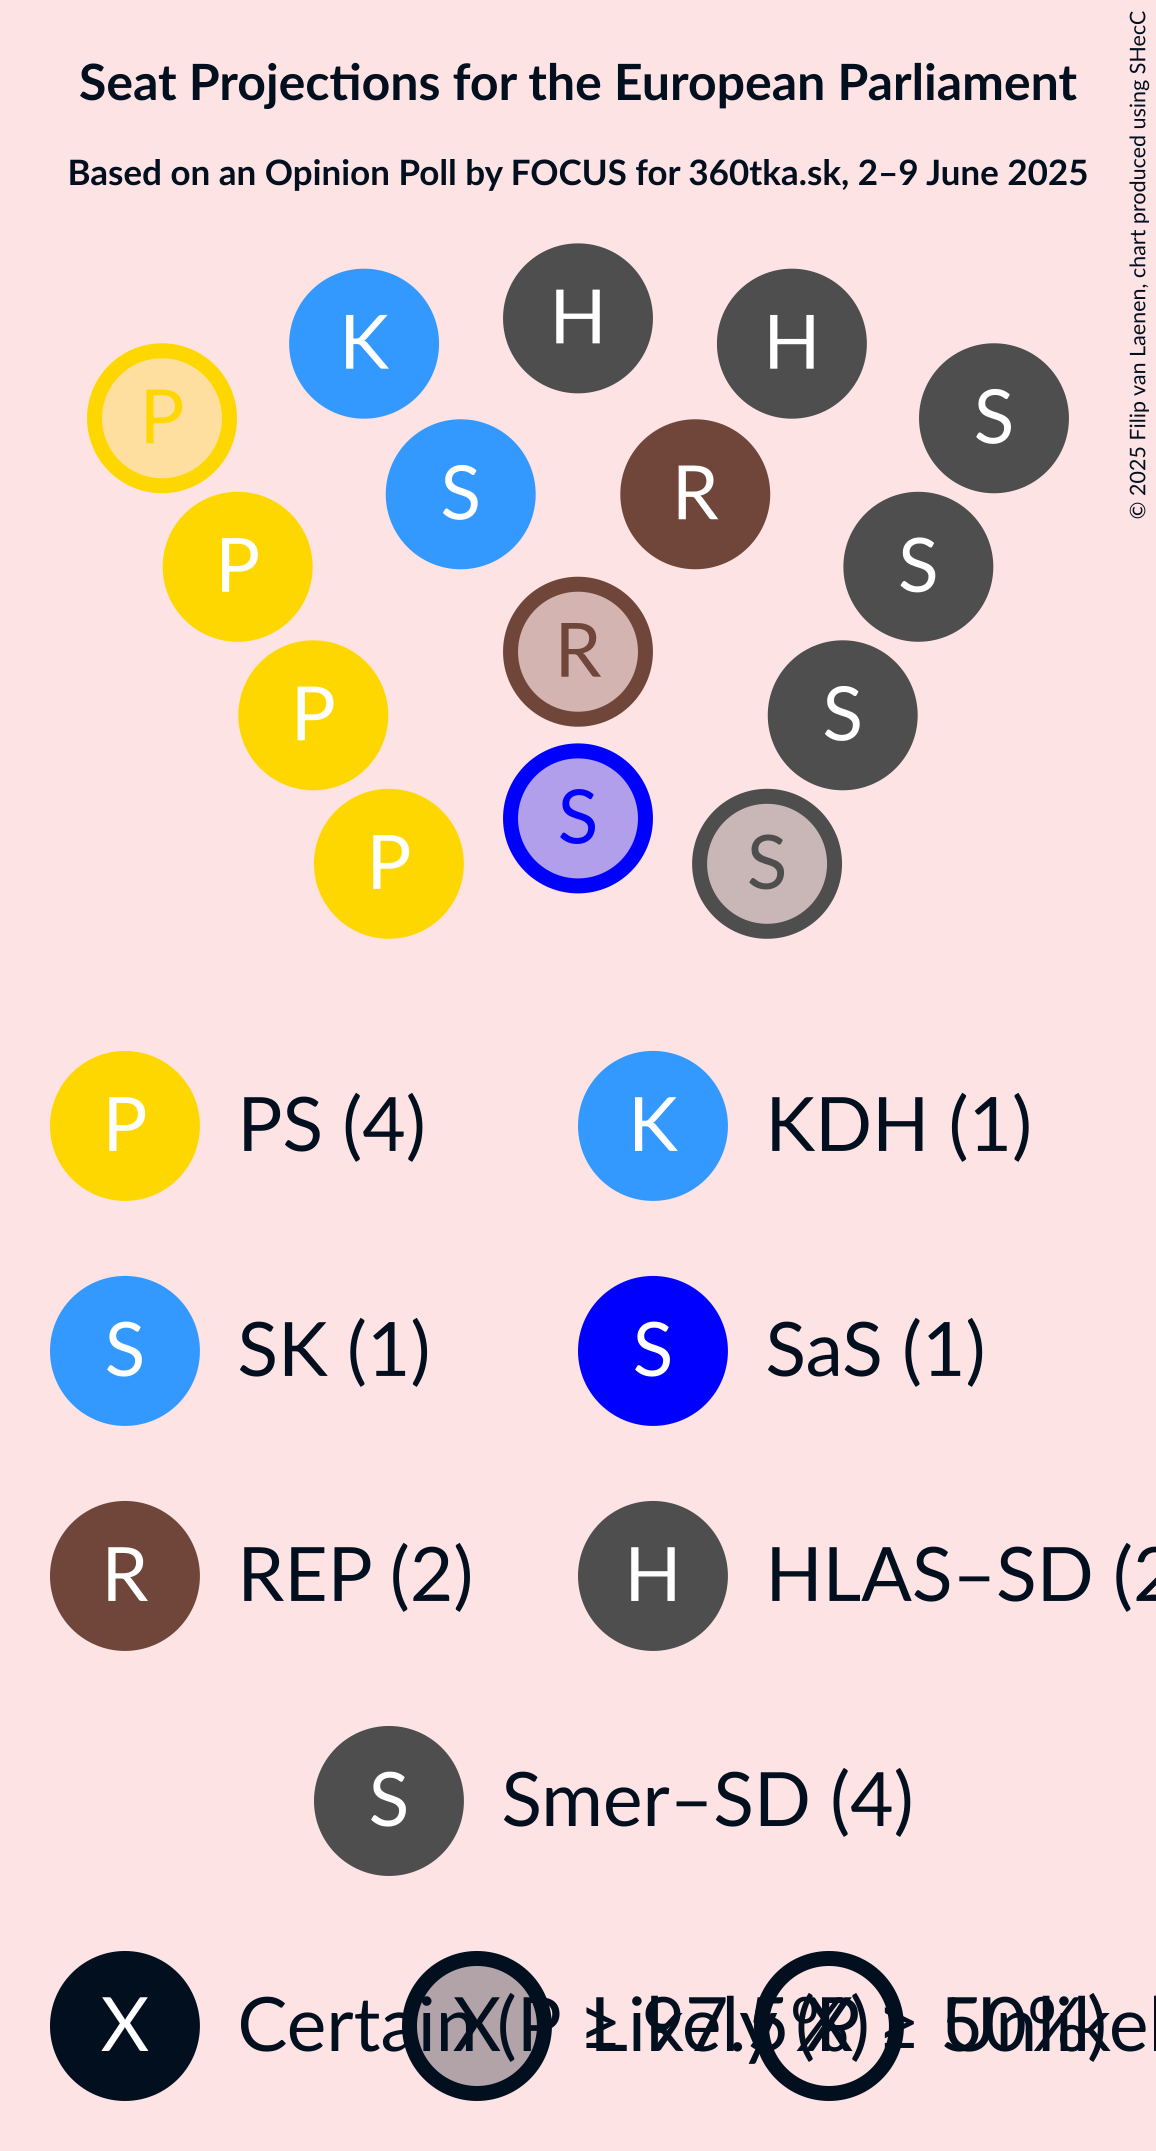 Seat Projections for the European Parliament
Based on an Opinion Poll by FOCUS for 360tka.sk, 2–9 June 2025
© 2025 Filip van Laenen, chart produced using SHecC
H
K H
P S
S R
P S
R
P S
S
P S
P PS (4) K KDH (1)
S SK (1) S SaS (1)
R REP (2) H HLAS–SD (2
S Smer–SD (4)
X Certain (P ≥ 97.5%) X Likely (P ≥ 50%) X Unlikel